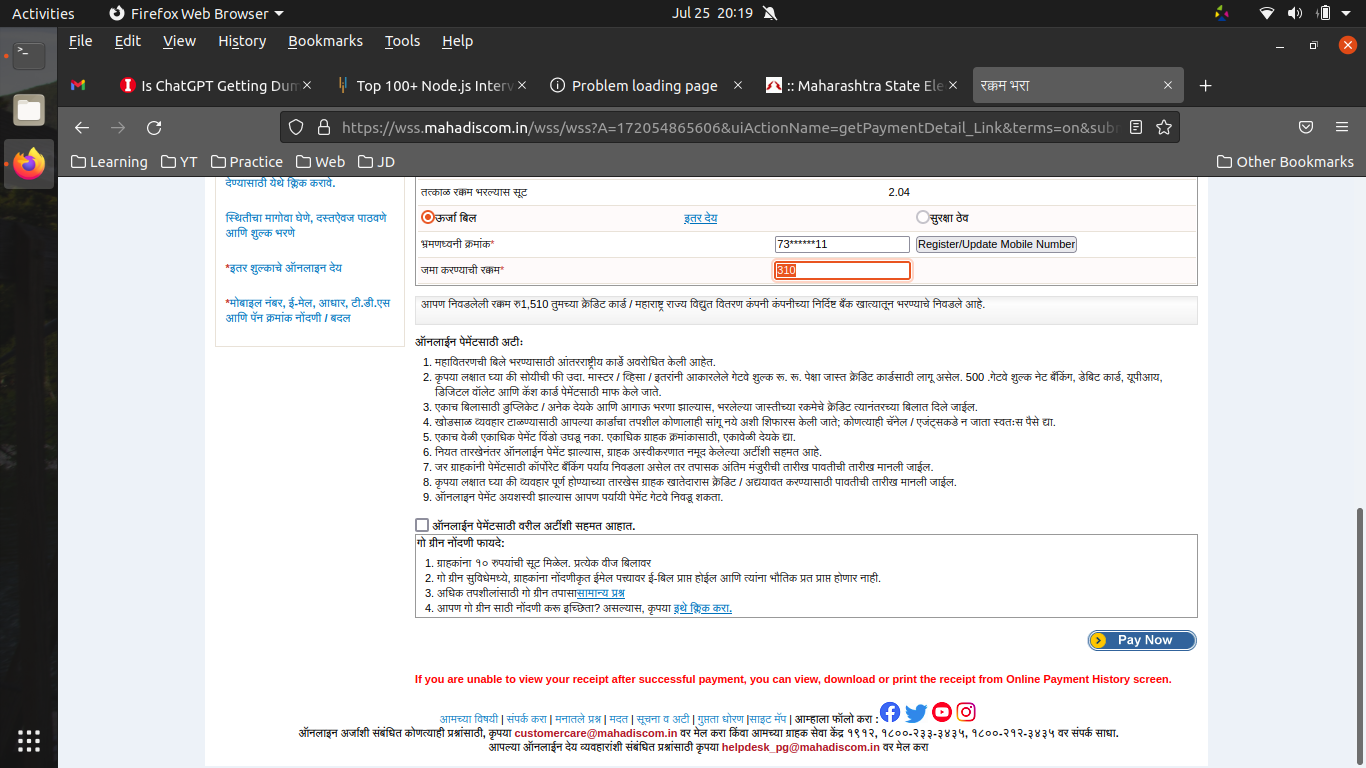 Activities
Firefox Web Browser
Jul 25 20:19
File Edit View History Bookmarks Tools Help
Is ChatGPT Getting Dum
Top 100+ Node.js Interv
Problem loading page
:: Maharashtra State Ele
रक्कम भरा
https://wss.mahadiscom.in/wss/wss?A=172054865606&uiActionName=getPaymentDetail_Link&terms=on&subm
Learning YT Practice Web JD Other Bookmarks
देण्यासाठी येथे क्लिक करावे.
स्थितीचा मागोवा घेणे, दस्तऐवज पाठवणे
आणि शुल्क भरणे
*इतर शुल्काचे ऑनलाइन देय
*मोबाइल नंबर, ई-मेल, आधार, टी.डी.एस
आणि पॅन क्रमांक नोंदणी / बदल
तत्काळ रक्कम भरल्यास सूट 2.04
ऊर्जा बिल इतर देय सुरक्षा ठेव
भ्रमणध्वनी क्रमांक* 73******11 Register/Update Mobile Number
जमा करण्याची रक्कम* 310
आपण निवडलेली रक्कम रु1,510 तुमच्या क्रेडिट कार्ड / महाराष्ट्र राज्य विद्युत वितरण कंपनी कंपनीच्या निर्दिष्ट बँक खात्यातून भरण्याचे निवडले आहे.
ऑनलाईन पेमेंटसाठी अटीः
1. महावितरणची बिले भरण्यासाठी आंतरराष्ट्रीय कार्डे अवरोधित केली आहेत.
2. कृपया लक्षात घ्या की सोयीची फी उदा. मास्टर / व्हिसा / इतरांनी आकारलेले गेटवे शुल्क रू. रू. पेक्षा जास्त क्रेडिट कार्डसाठी लागू असेल. 500 .गेटवे शुल्क नेट बँकिंग, डेबिट कार्ड, यूपीआय,
डिजिटल वॉलेट आणि कॅश कार्ड पेमेंटसाठी माफ केले जाते.
3. एकाच बिलासाठी डुप्लिकेट / अनेक देयके आणि आगाऊ भरणा झाल्यास, भरलेल्या जास्तीच्या रकमेचे क्रेडिट त्यानंतरच्या बिलात दिले जाईल.
4. खोडसाळ व्यवहार टाळण्यासाठी आपल्या कार्डाचा तपशील कोणालाही सांगू नये अशी शिफारस केली जाते; कोणत्याही चॅनेल / एजंट्सकडे न जाता स्वतःस पैसे द्या.
5. एकाच वेळी एकाधिक पेमेंट विंडो उघडू नका. एकाधिक ग्राहक क्रमांकासाठी, एकावेळी देयके द्या.
6. नियत तारखेनंतर ऑनलाईन पेमेंट झाल्यास, ग्राहक अस्वीकरणात नमूद केलेल्या अटींशी सहमत आहे.
7. जर ग्राहकांनी पेमेंटसाठी कॉर्पोरेट बँकिंग पर्याय निवडला असेल तर तपासक अंतिम मंजुरीची तारीख पावतीची तारीख मानली जाईल.
8. कृपया लक्षात घ्या की व्यवहार पूर्ण होण्याच्या तारखेस ग्राहक खातेदारास क्रेडिट / अद्ययावत करण्यासाठी पावतीची तारीख मानली जाईल.
9. ऑनलाइन पेमेंट अयशस्वी झाल्यास आपण पर्यायी पेमेंट गेटवे निवडू शकता.
ऑनलाईन पेमेंटसाठी वरील अटींशी सहमत आहात.
गो ग्रीन नोंदणी फायदे:
1. ग्राहकांना १० रुपयांची सूट मिळेल. प्रत्येक वीज बिलावर
2. गो ग्रीन सुविधेमध्ये, ग्राहकांना नोंदणीकृत ईमेल पत्त्यावर ई-बिल प्राप्त होईल आणि त्यांना भौतिक प्रत प्राप्त होणार नाही.
3. अधिक तपशीलांसाठी गो ग्रीन तपासासामान्य प्रश्न
4. आपण गो ग्रीन साठी नोंदणी करू इच्छिता? असल्यास, कृपया इथे क्लिक करा.
Pay Now
If you are unable to view your receipt after successful payment, you can view, download or print the receipt from Online Payment History screen.
आमच्या विषयी | संपर्क करा | मनातले प्रश्न | मदत | सूचना व अटी | गुप्तता धोरण |साइट मॅप | आम्हाला फॉलो करा :
ऑनलाइन अर्जाशी संबंधित कोणत्याही प्रश्नांसाठी, कृपया customercare@mahadiscom.in वर मेल करा किंवा आमच्या ग्राहक सेवा केंद्र १९१२, १८००-२३३-३४३५, १८००-२१२-३४३५ वर संपर्क साधा.
आपल्या ऑनलाईन देय व्यवहारांशी संबंधित प्रश्नांसाठी कृपया helpdesk_pg@mahadiscom.in वर मेल करा